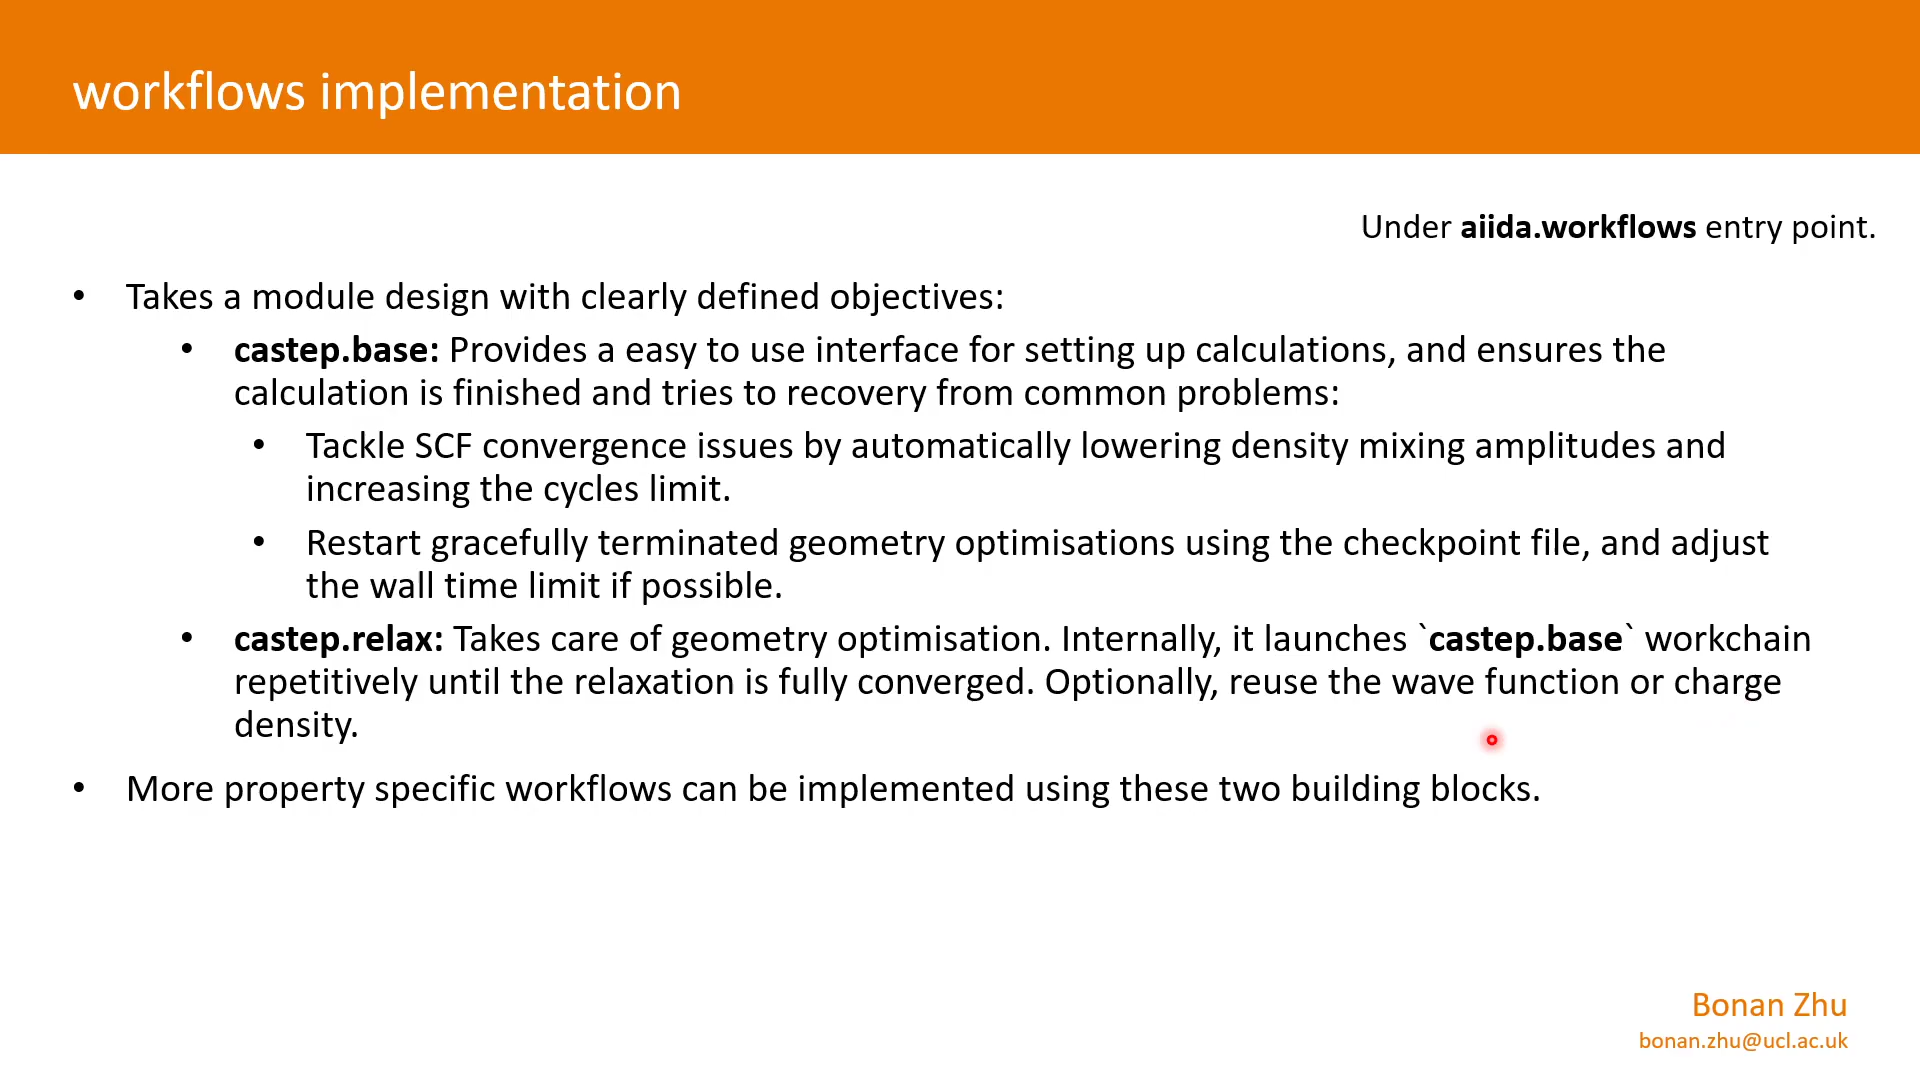 workflows implementation
Under aiida.workflows entry point.
• Takes a module design with clearly defined objectives:
• castep.base: Provides a easy to use interface for setting up calculations, and ensures the
calculation is finished and tries to recovery from common problems:
• Tackle SCF convergence issues by automatically lowering density mixing amplitudes and
increasing the cycles limit.
• Restart gracefully terminated geometry optimisations using the checkpoint file, and adjust
the wall time limit if possible.
• castep.relax: Takes care of geometry optimisation. Internally, it launches `castep.base` workchain
repetitively until the relaxation is fully converged. Optionally, reuse the wave function or charge
density.
• More property specific workflows can be implemented using these two building blocks.
Bonan Zhu
bonan.zhu@ucl.ac.uk